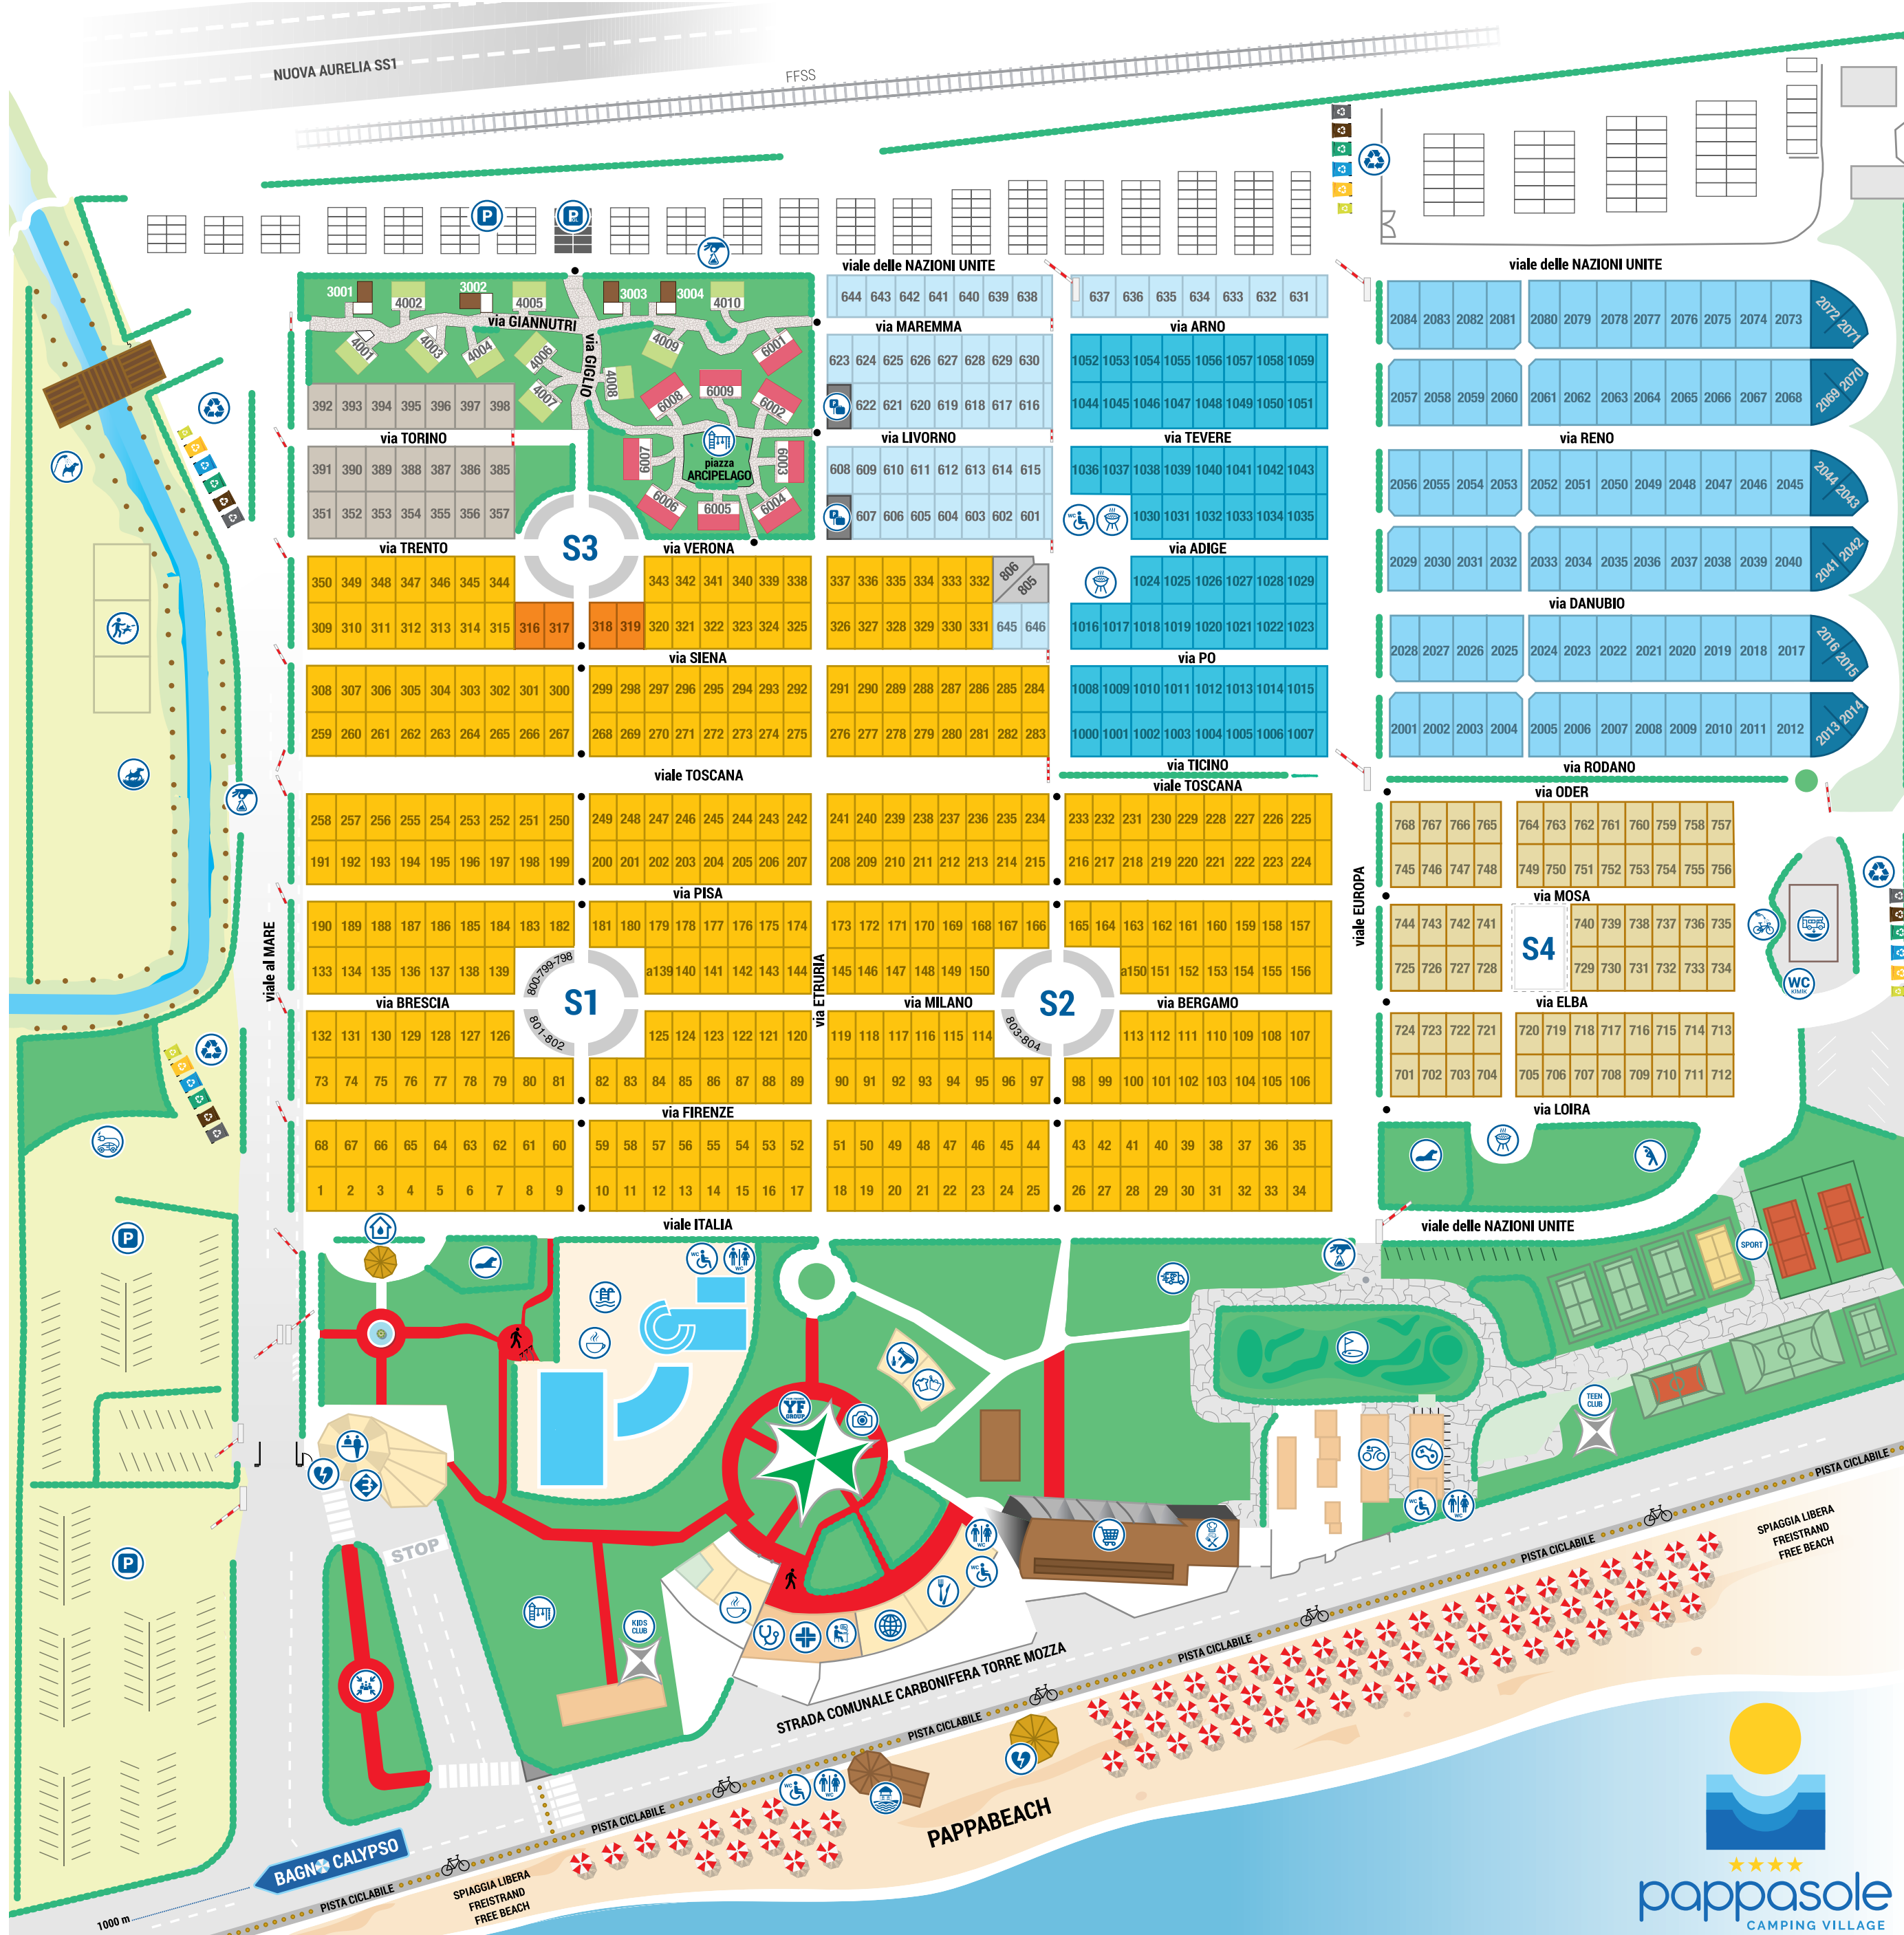 NUOVA AURELIA SS1
FFSS
P
P
viale delle NAZIONI UNITE
viale delle NAZIONI UNITE
3001 4002 3002 4005 3003 3004 4010
644 643 642 641 640 639 638
637 636 635 634 633 632 631
2084 2083 2082 2081 2080 2079 2078 2077 2076 2075 2074 2073 2072 2071
via GIANNUTRI
via GIGLIO
via MAREMMA
via ARNO
4001 4003 4004 4006 4009 6001
4007 4008 6008 6009 6002
623 624 625 626 627 628 629 630
1052 1053 1054 1055 1056 1057 1058 1059
2057 2058 2059 2060 2061 2062 2063 2064 2065 2066 2067 2068 2069 2070
392 393 394 395 396 397 398
622 621 620 619 618 617 616
1044 1045 1046 1047 1048 1049 1050 1051
via TORINO
via LIVORNO
via TEVERE
via RENO
6007 piazza ARCIPELAGO 6003
6006 6005 6004
391 390 389 388 387 386 385
608 609 610 611 612 613 614 615
1036 1037 1038 1039 1040 1041 1042 1043
2056 2055 2054 2053 2052 2051 2050 2049 2048 2047 2046 2045 2044 2043
351 352 353 354 355 356 357
607 606 605 604 603 602 601
WC
1030 1031 1032 1033 1034 1035
via TRENTO
S3
via VERONA
via ADIGE
350 349 348 347 346 345 344
343 342 341 340 339 338
337 336 335 334 333 332 806 805
1024 1025 1026 1027 1028 1029
2029 2030 2031 2032 2033 2034 2035 2036 2037 2038 2039 2040 2041 2042
309 310 311 312 313 314 315 316 317
318 319 320 321 322 323 324 325
326 327 328 329 330 331 645 646
1016 1017 1018 1019 1020 1021 1022 1023
via DANUBIO
via SIENA
via PO
2028 2027 2026 2025 2024 2023 2022 2021 2020 2019 2018 2017 2016 2015
308 307 306 305 304 303 302 301 300
299 298 297 296 295 294 293 292
291 290 289 288 287 286 285 284
1008 1009 1010 1011 1012 1013 1014 1015
259 260 261 262 263 264 265 266 267
268 269 270 271 272 273 274 275
276 277 278 279 280 281 282 283
1000 1001 1002 1003 1004 1005 1006 1007
2001 2002 2003 2004 2005 2006 2007 2008 2009 2010 2011 2012 2013 2014
viale TOSCANA
via TICINO
viale TOSCANA
via RODANO
via ODER
258 257 256 255 254 253 252 251 250
249 248 247 246 245 244 243 242
241 240 239 238 237 236 235 234
233 232 231 230 229 228 227 226 225
768 767 766 765 764 763 762 761 760 759 758 757
191 192 193 194 195 196 197 198 199
200 201 202 203 204 205 206 207
208 209 210 211 212 213 214 215
216 217 218 219 220 221 222 223 224
745 746 747 748 749 750 751 752 753 754 755 756
via PISA
viale EUROPA
via MOSA
190 189 188 187 186 185 184 183 182
181 180 179 178 177 176 175 174
173 172 171 170 169 168 167 166
165 164 163 162 161 160 159 158 157
744 743 742 741 S4 740 739 738 737 736 735
viale al MARE
133 134 135 136 137 138 139
800-799-798
a139 140 141 142 143 144
145 146 147 148 149 150
a150 151 152 153 154 155 156
725 726 727 728 729 730 731 732 733 734
WC
KIMIK
via BRESCIA
S1
via ETRURIA
via MILANO
S2
via BERGAMO
via ELBA
801-802
803-804
132 131 130 129 128 127 126
125 124 123 122 121 120
119 118 117 116 115 114
113 112 111 110 109 108 107
724 723 722 721 720 719 718 717 716 715 714 713
73 74 75 76 77 78 79 80 81
82 83 84 85 86 87 88 89
90 91 92 93 94 95 96 97
98 99 100 101 102 103 104 105 106
701 702 703 704 705 706 707 708 709 710 711 712
via FIRENZE
via LOIRA
68 67 66 65 64 63 62 61 60
59 58 57 56 55 54 53 52
51 50 49 48 47 46 45 44
43 42 41 40 39 38 37 36 35
1 2 3 4 5 6 7 8 9
10 11 12 13 14 15 16 17
18 19 20 21 22 23 24 25
26 27 28 29 30 31 32 33 34
viale ITALIA
viale delle NAZIONI UNITE
P
WC
WC
SPORT
YF
GROUP
TEEN
CLUB
P
STOP
WC
WC
WC
WC
KIDS
CLUB
PISTA CICLABILE
PISTA CICLABILE
SPIAGGIA LIBERA
FREISTRAND
FREE BEACH
STRADA COMUNALE CARBONIFERA TORRE MOZZA
PISTA CICLABILE
PISTA CICLABILE
WC
WC
PISTA CICLABILE
PAPPABEACH
BAGNO CALYPSO
1000 m
PISTA CICLABILE
SPIAGGIA LIBERA
FREISTRAND
FREE BEACH
pappasole
CAMPING VILLAGE